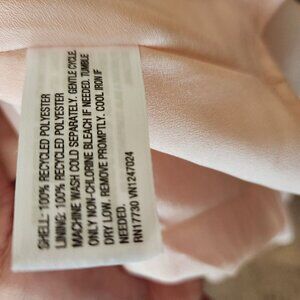 SHELL: 100% RECYCLED POLYESTER
LINING: 100% RECYCLED POLYESTER
MACHINE WASH COLD SEPARATELY. GENTLE CYCLE.
ONLY NON-CHLORINE BLEACH IF NEEDED. TUMBLE
DRY LOW. REMOVE PROMPTLY. COOL IRON IF
NEEDED.
RN17730 VN1247024